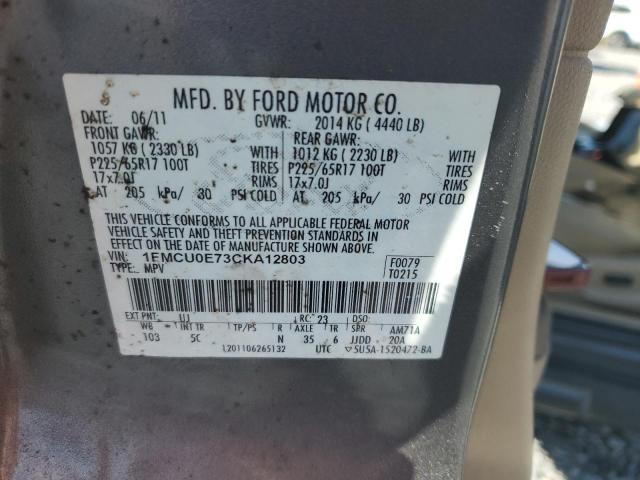 MFD. BY FORD MOTOR CO.
DATE: 06/11 GVWR: 2014 KG ( 4440 LB)
FRONT GAWR: REAR GAWR:
1057 KG ( 2330 LB) WITH 1012 KG ( 2230 LB) WITH
P225/65R17 100T TIRES P225/65R17 100T TIRES
17x7.0J RIMS 17x7.0J RIMS
AT 205 kPa/ 30 PSI COLD AT 205 kPa/ 30 PSI COLD
THIS VEHICLE CONFORMS TO ALL APPLICABLE FEDERAL MOTOR
VEHICLE SAFETY AND THEFT PREVENTION STANDARDS IN
EFFECT ON THE DATE OF MANUFACTURE SHOWN ABOVE.
VIN: 1FMCU0E73CKA12803 F0079
TYPE: MPV T0215
EXT PNT: UJ RC: 23 DSO:
WB INT TR TP/PS R AXLE TR SPR AM71A
103 5C N 35 6 JJDD 20A
1201106265132 UTC 5U5A-1520472-BA